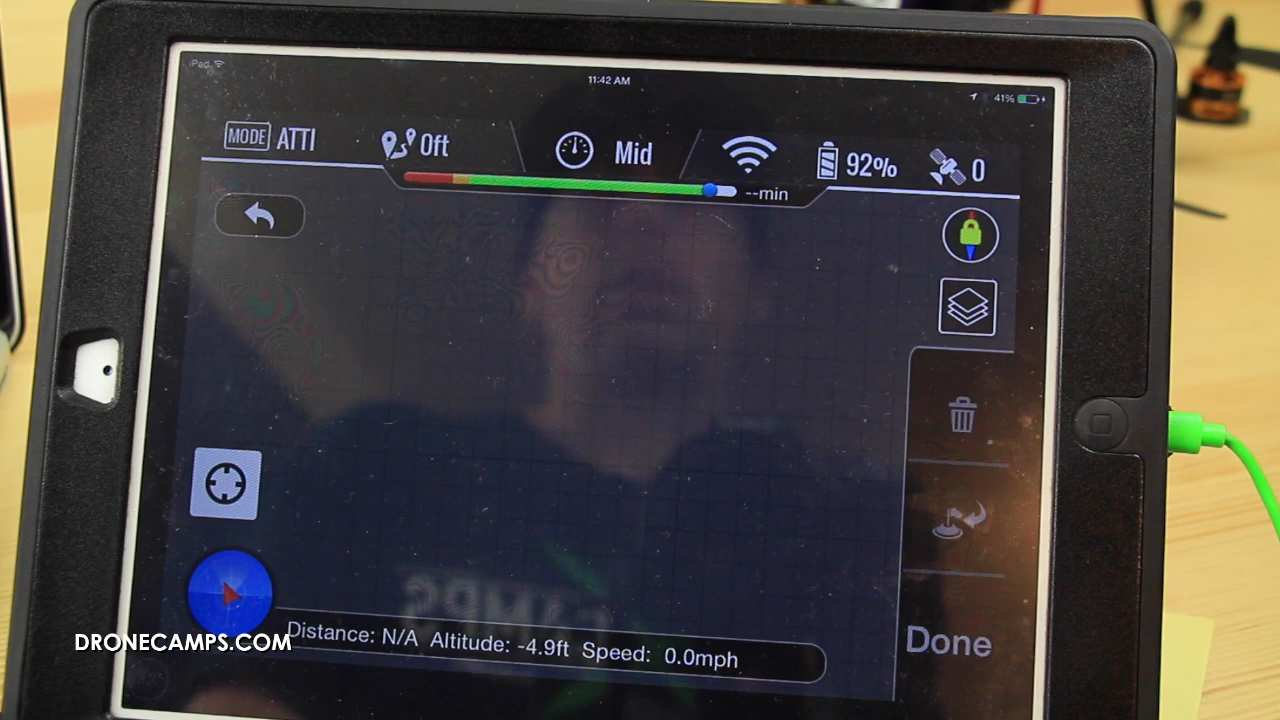 iPad
11:42 AM
41%
MODE ATTI
0ft
Mid
92%
0
--min
Distance: N/A Altitude: -4.9ft Speed: 0.0mph
Done
DRONECAMPS.COM